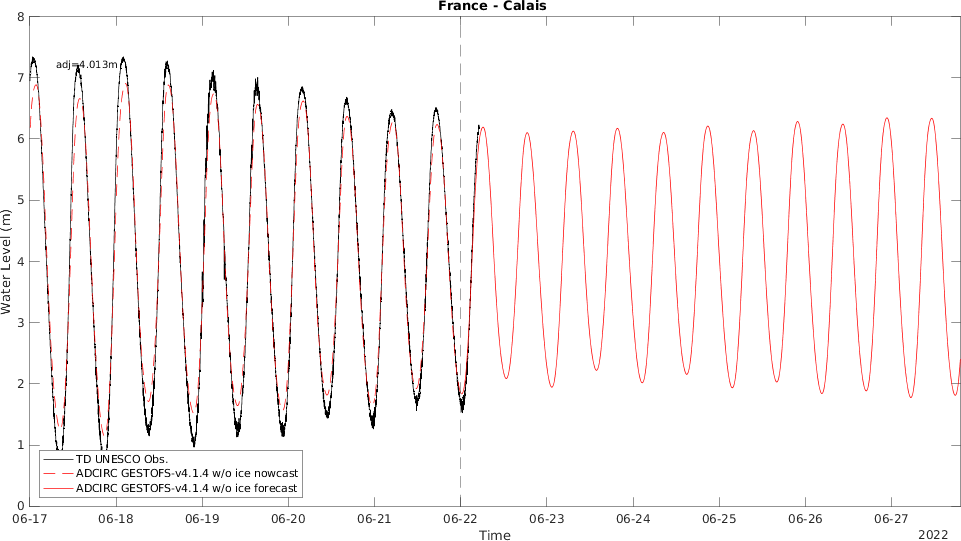 France - Calais
8
7
6
5
4
3
2
1
0
Water Level (m)
adj=4.013m
TD UNESCO Obs.
ADCIRC GESTOFS-v4.1.4 w/o ice nowcast
ADCIRC GESTOFS-v4.1.4 w/o ice forecast
06-17 06-18 06-19 06-20 06-21 06-22 06-23 06-24 06-25 06-26 06-27
Time
2022